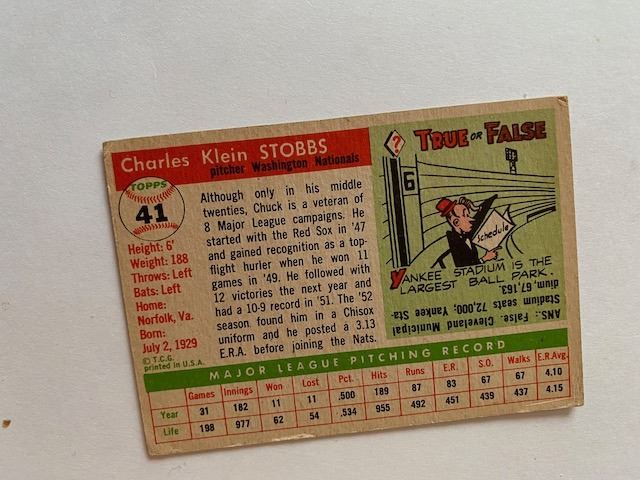 Charles Klein STOBBS
pitcher Washington Nationals
TOPPS
41
Height: 6'
Weight: 188
Throws: Left
Bats: Left
Home:
Norfolk, Va.
Born:
July 2, 1929
© T.C.G.
printed in U.S.A.
Although only in his middle
twenties, Chuck is a veteran of
8 Major League campaigns. He
started with the Red Sox in '47
and gained recognition as a top-
flight hurler when he won 11
games in '49. He followed with
12 victories the next year and
had a 10-9 record in '51. The '52
season found him in a Chisox
uniform and he posted a 3.13
E.R.A. before joining the Nats.
?
TRUE OR FALSE
6
Schedule
YANKEE STADIUM IS THE
LARGEST BALL PARK.
ANS.: False. Cleveland Municipal
Stadium seats 72,000; Yankee Sta-
dium, 67,163.
MAJOR LEAGUE PITCHING RECORD
Games Innings Won Lost Pct. Hits Runs E.R. S.O. Walks E.R.Avg.
Year 31 182 11 11 .500 189 87 83 67 67 4.10
Life 198 977 62 54 .534 955 492 451 439 437 4.15